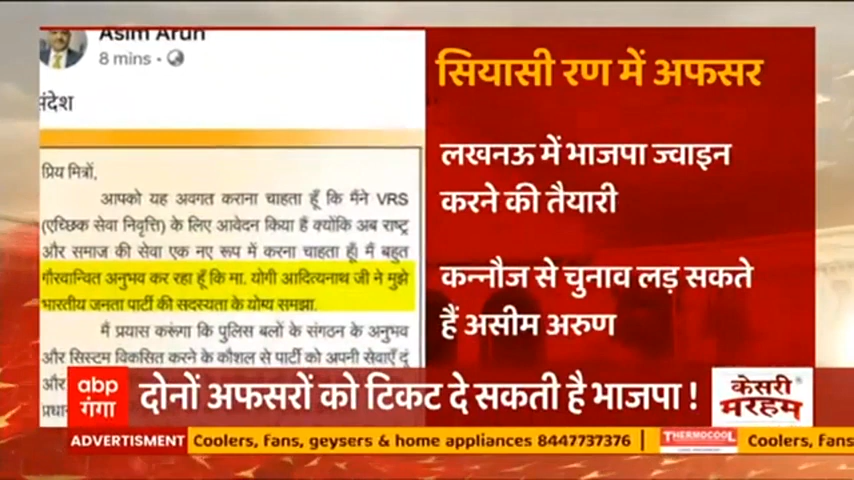 Asim Arun
8 mins
संदेश
प्रिय मित्रों,
आपको यह अवगत कराना चाहता हूँ कि मैंने VRS
(एच्छिक सेवा निवृत्ति) के लिए आवेदन किया है क्योंकि अब राष्ट्र
और समाज की सेवा एक नए रूप में करना चाहता हूँ। मैं बहुत
गौरवान्वित अनुभव कर रहा हूँ कि मा. योगी आदित्यनाथ जी ने मुझे
भारतीय जनता पार्टी की सदस्यता के योग्य समझा.
मैं प्रयास करूंगा कि पुलिस बलों के संगठन के अनुभव
और सिस्टम विकसित करने के कौशल से पार्टी को अपनी सेवाएँ दूं
और
सियासी रण में अफसर
लखनऊ में भाजपा ज्वाइन
करने की तैयारी
कन्नौज से चुनाव लड़ सकते
हैं असीम अरुण
abp
गंगा
दोनों अफसरों को टिकट दे सकती है भाजपा !
केसरी
मरहम
ADVERTISMENT
Coolers, fans, geysers & home appliances 8447737376
THERMOCOOL
Coolers, fans